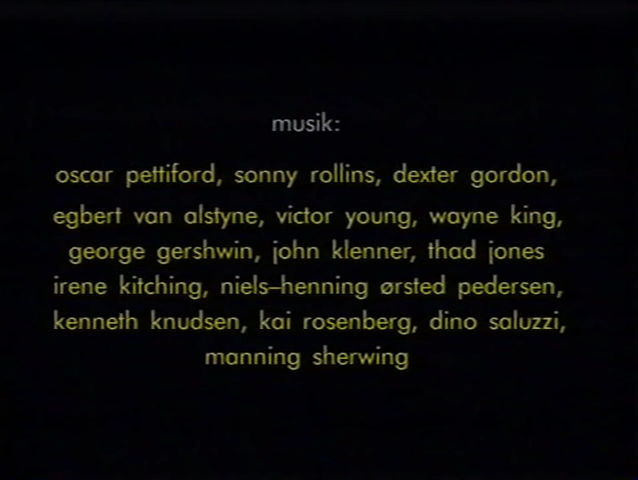 musik:
oscar pettiford, sonny rollins, dexter gordon,
egbert van alstyne, victor young, wayne king,
george gershwin, john klenner, thad jones
irene kitching, niels–henning ørsted pedersen,
kenneth knudsen, kai rosenberg, dino saluzzi,
manning sherwing